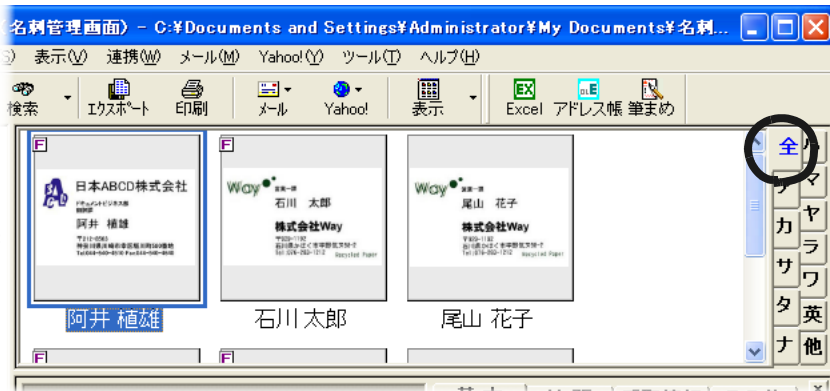 名刺管理画面） - C:¥Documents and Settings¥Administrator¥My Documents¥名刺...
表示(V) 連携(W) メール(M) Yahoo!(Y) ツール(T) ヘルプ(H)
検索 エクスポート 印刷 メール Yahoo! 表示 Excel アドレス帳 筆まめ
F
日本ABCD株式会社
阿井 植雄
阿井 植雄
F
Way
石川 太郎
株式会社Way
Recycled Paper
石川 太郎
Way
尾山 花子
株式会社Way
Recycled Paper
尾山 花子
F
F
全
ア
カ
サ
タ
ナ
ハ
マ
ヤ
ラ
ワ
英
他